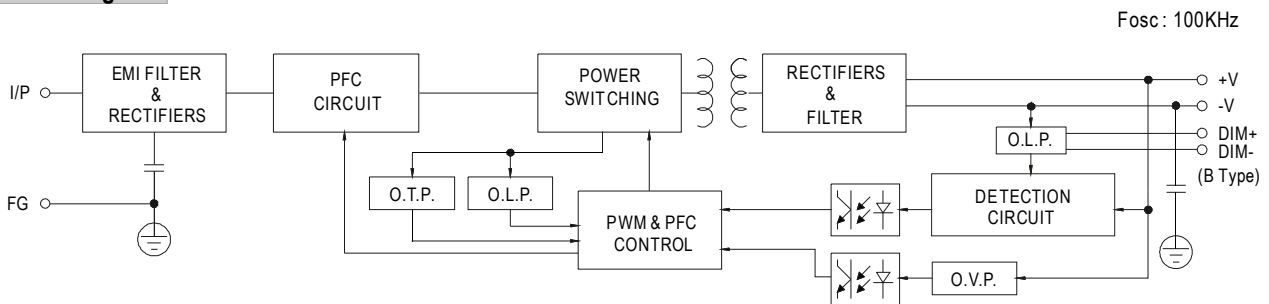 Fosc : 100KHz
I/P
EMI FILTER
&
RECTIFIERS
PFC
CIRCUIT
POWER
SWITCHING
RECTIFIERS
&
FILTER
+V
-V
DIM+
DIM-
(B Type)
O.L.P.
FG
O.T.P.
O.L.P.
PWM & PFC
CONTROL
DETECTION
CIRCUIT
O.V.P.